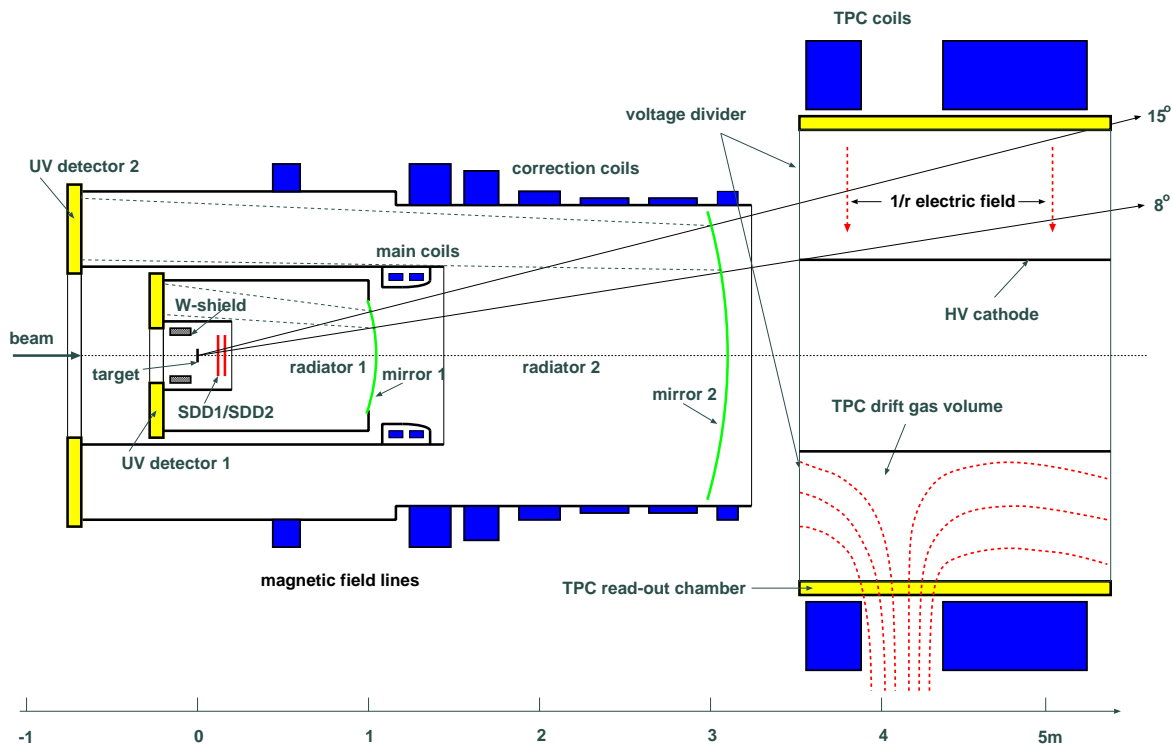 TPC coils
voltage divider
15°
UV detector 2
correction coils
1/r electric field
8°
main coils
W-shield
HV cathode
beam
target
radiator 1
mirror 1
radiator 2
mirror 2
SDD1/SDD2
TPC drift gas volume
UV detector 1
magnetic field lines
TPC read-out chamber
-1 0 1 2 3 4 5m